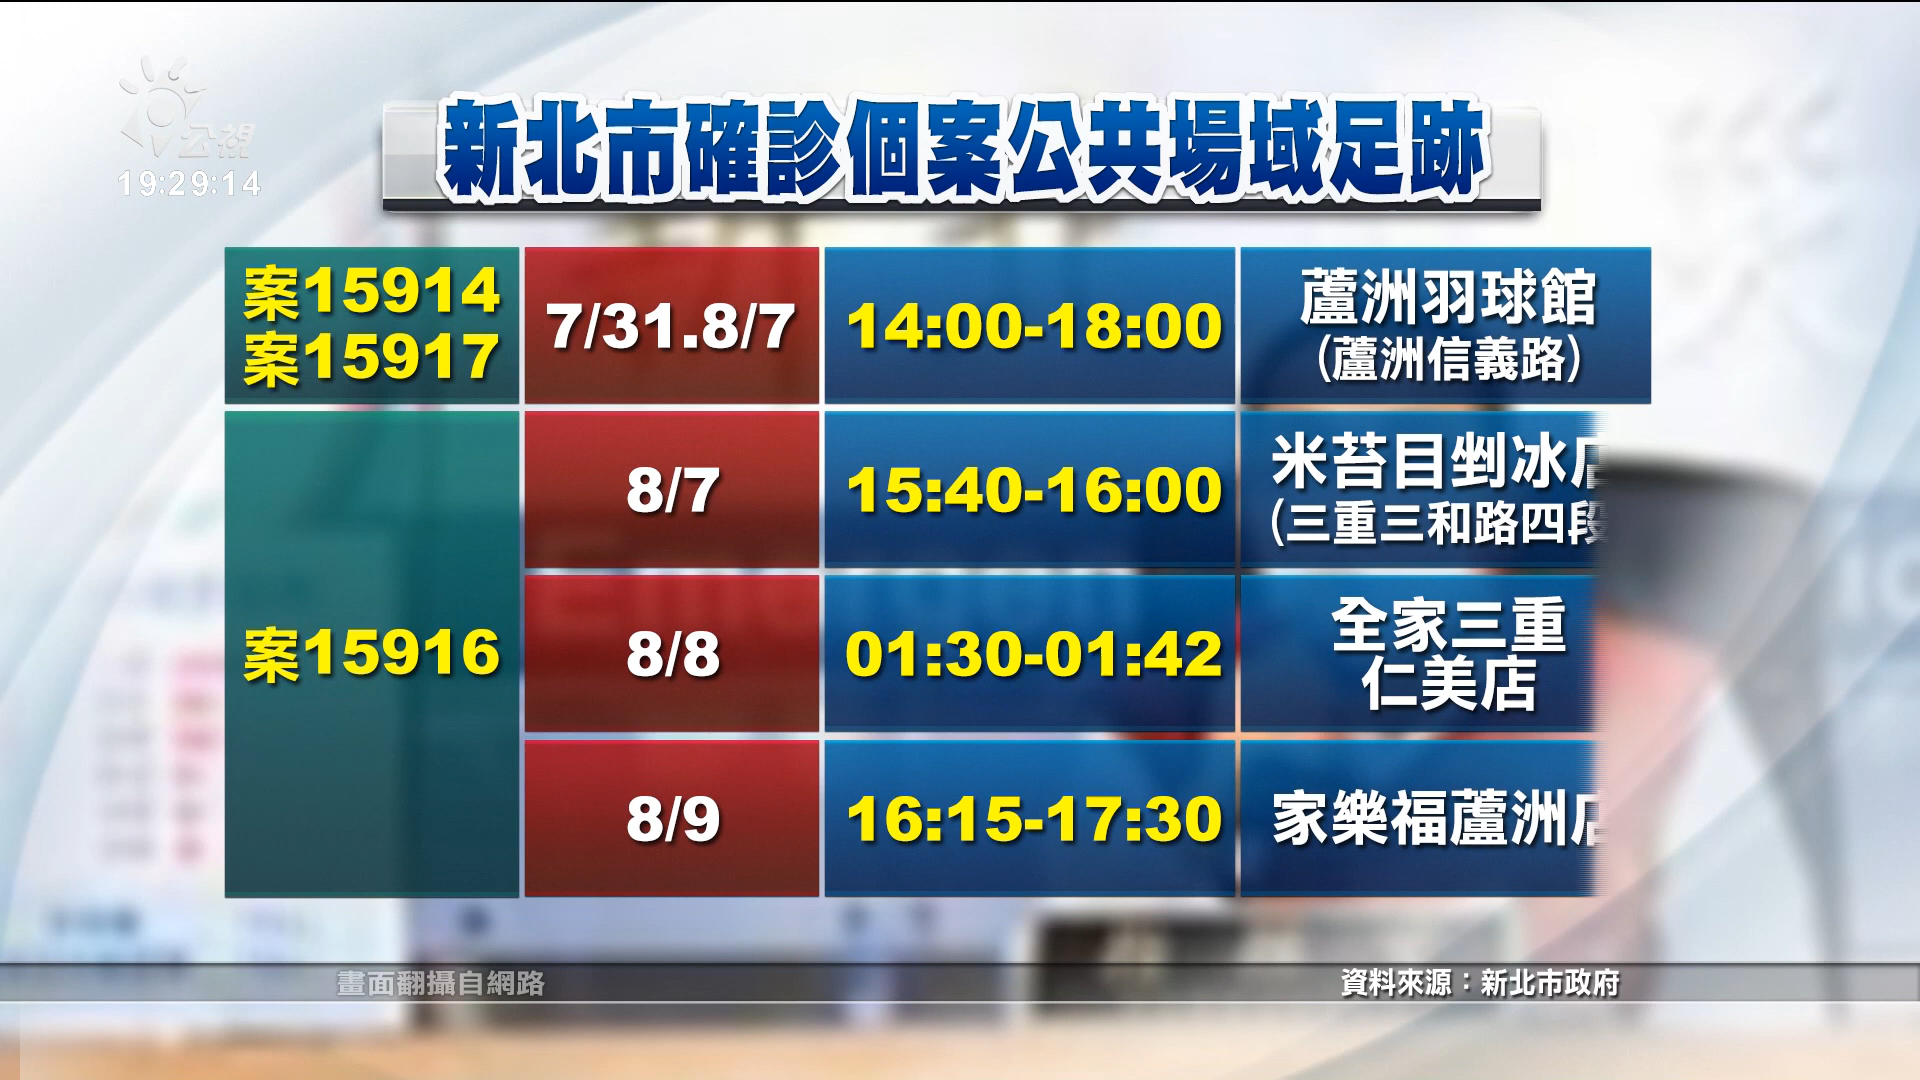 公視
19:29:14
新北市確診個案公共場域足跡
案15914
案15917
7/31.8/7
14:00-18:00
蘆洲羽球館
(蘆洲信義路)
案15916
8/7
15:40-16:00
米苔目剉冰店
(三重三和路四段
8/8
01:30-01:42
全家三重
仁美店
8/9
16:15-17:30
家樂福蘆洲店
畫面翻攝自網路
資料來源：新北市政府